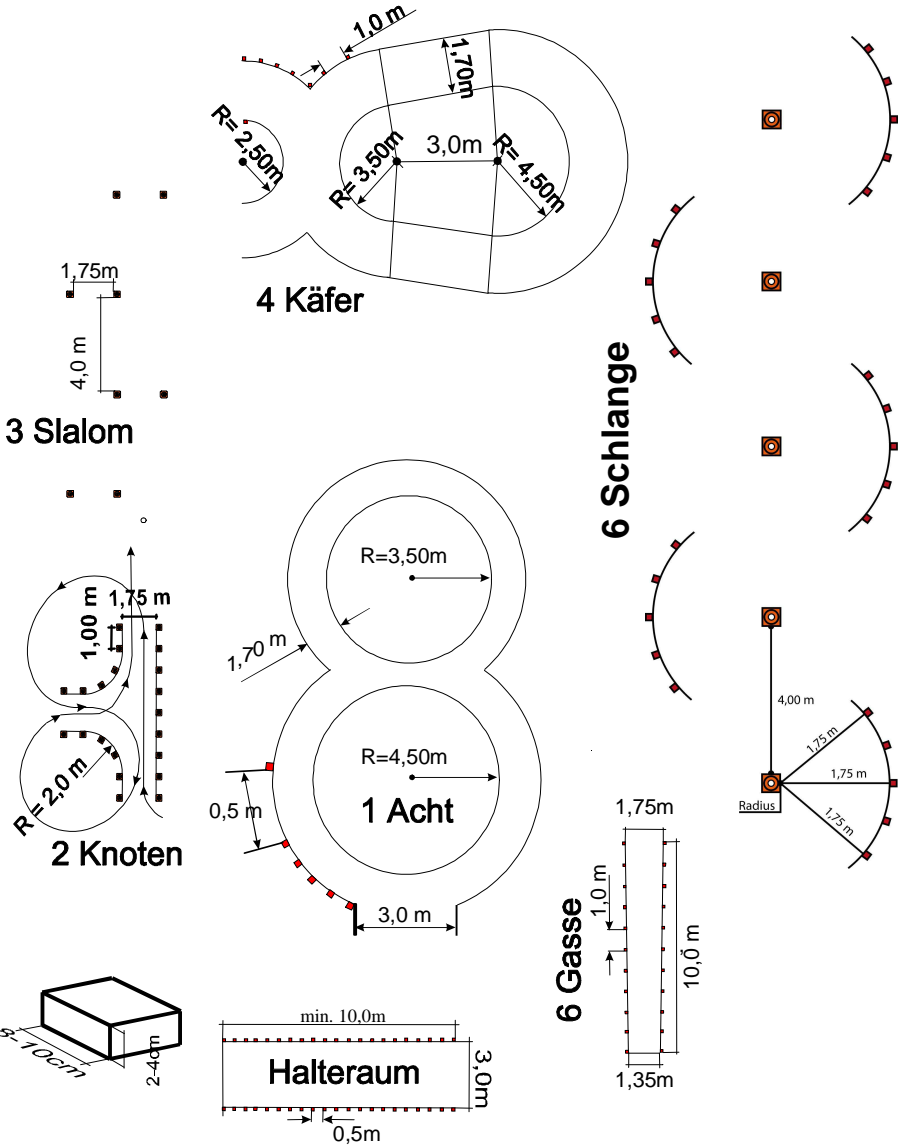 1,0 m
1,70m
R= 2,50m
R= 3,50m
3,0m
R= 4,50m
4 Käfer
1,75m
4,0 m
3 Slalom
6 Schlange
1,75 m
1,00 m
R = 2,0 m
2 Knoten
R=3,50m
1,70 m
R=4,50m
0,5 m
1 Acht
3,0 m
4,00 m
1,75 m
1,75 m
1,75 m
Radius
1,75m
1,0 m
10,0 m
6 Gasse
1,35m
8-10cm
2-4cm
min. 10,0m
Halteraum
3,0m
0,5m